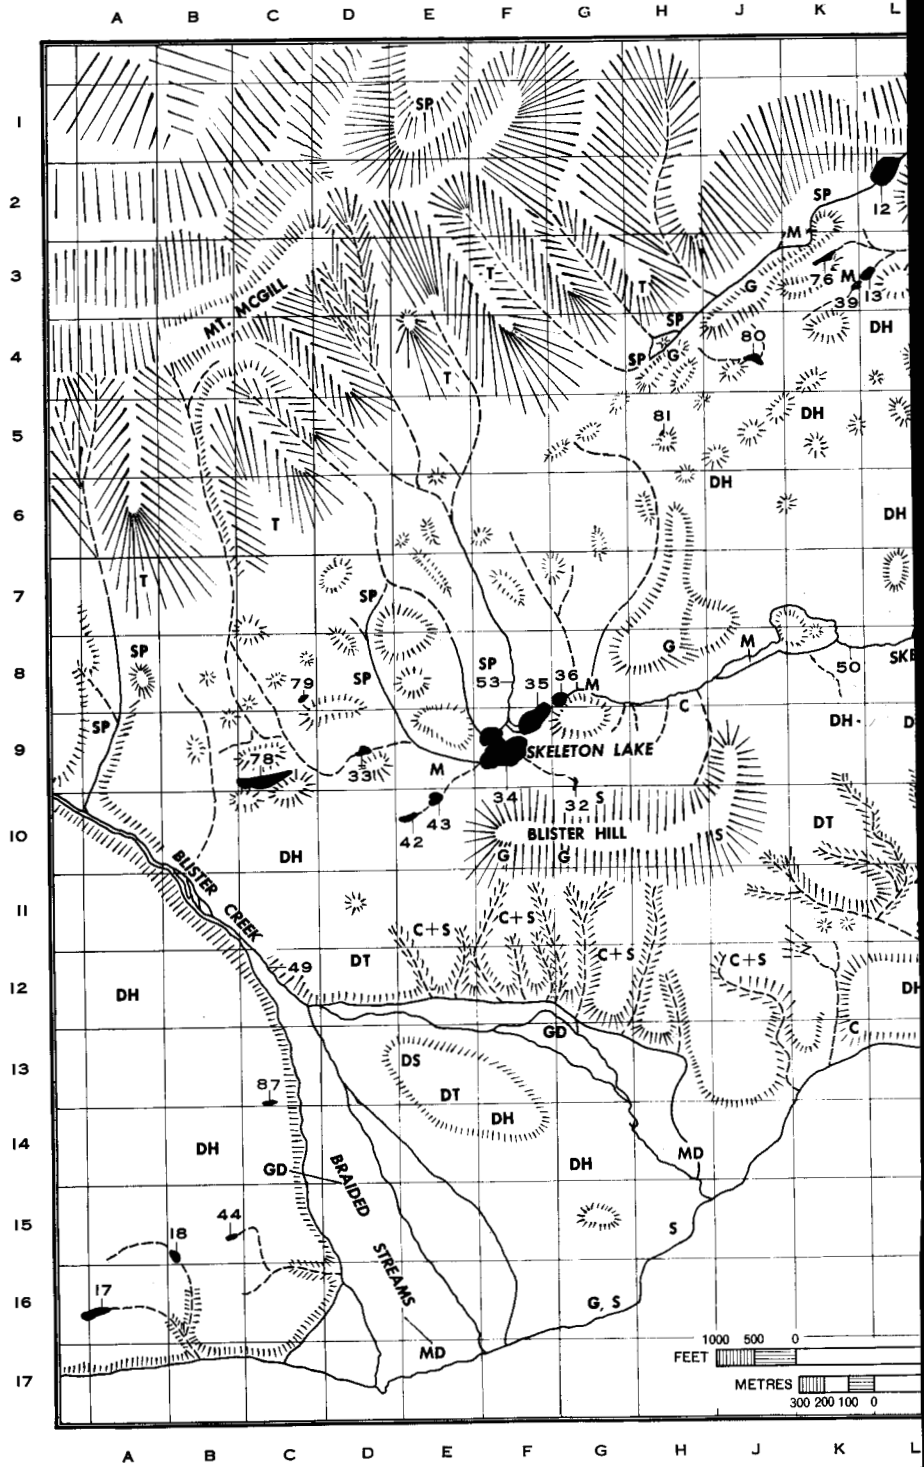 A B C D E F G H J K L
1 SP
2 SP 12
M
3 T T G 76 M 39 13
MT. MCGILL
SP DH
80
4 SP G
T
81 DH
5
DH
6 T DH
7 T SP
SP G M
8 SP SP 36 50 SKE
79 53 35 M
C
SP DH DL
9 SKELETON LAKE
78 33 M
34 32 S
43
10 42 BLISTER HILL S DT
DH G G
BLISTER
11 CREEK C+S C+S
C+S C+S
49 DT
12 DH DH
GD C
13 DS
DT
87 DH
14 DH MD
GD DH
BRAIDED
15 44 S
18
STREAMS
16 17 G, S
1000 500 0
MD FEET
17 METRES
300 200 100 0
A B C D E F G H J K L